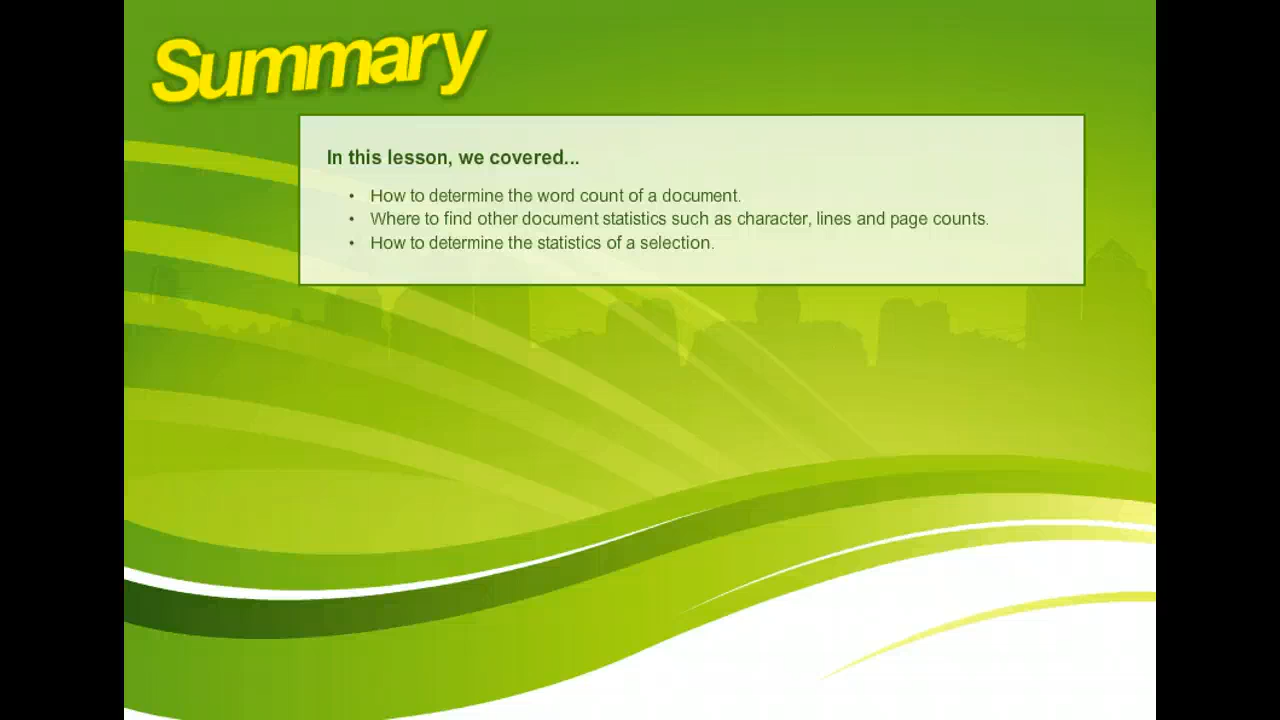 Summary
In this lesson, we covered...
• How to determine the word count of a document.
• Where to find other document statistics such as character, lines and page counts.
• How to determine the statistics of a selection.